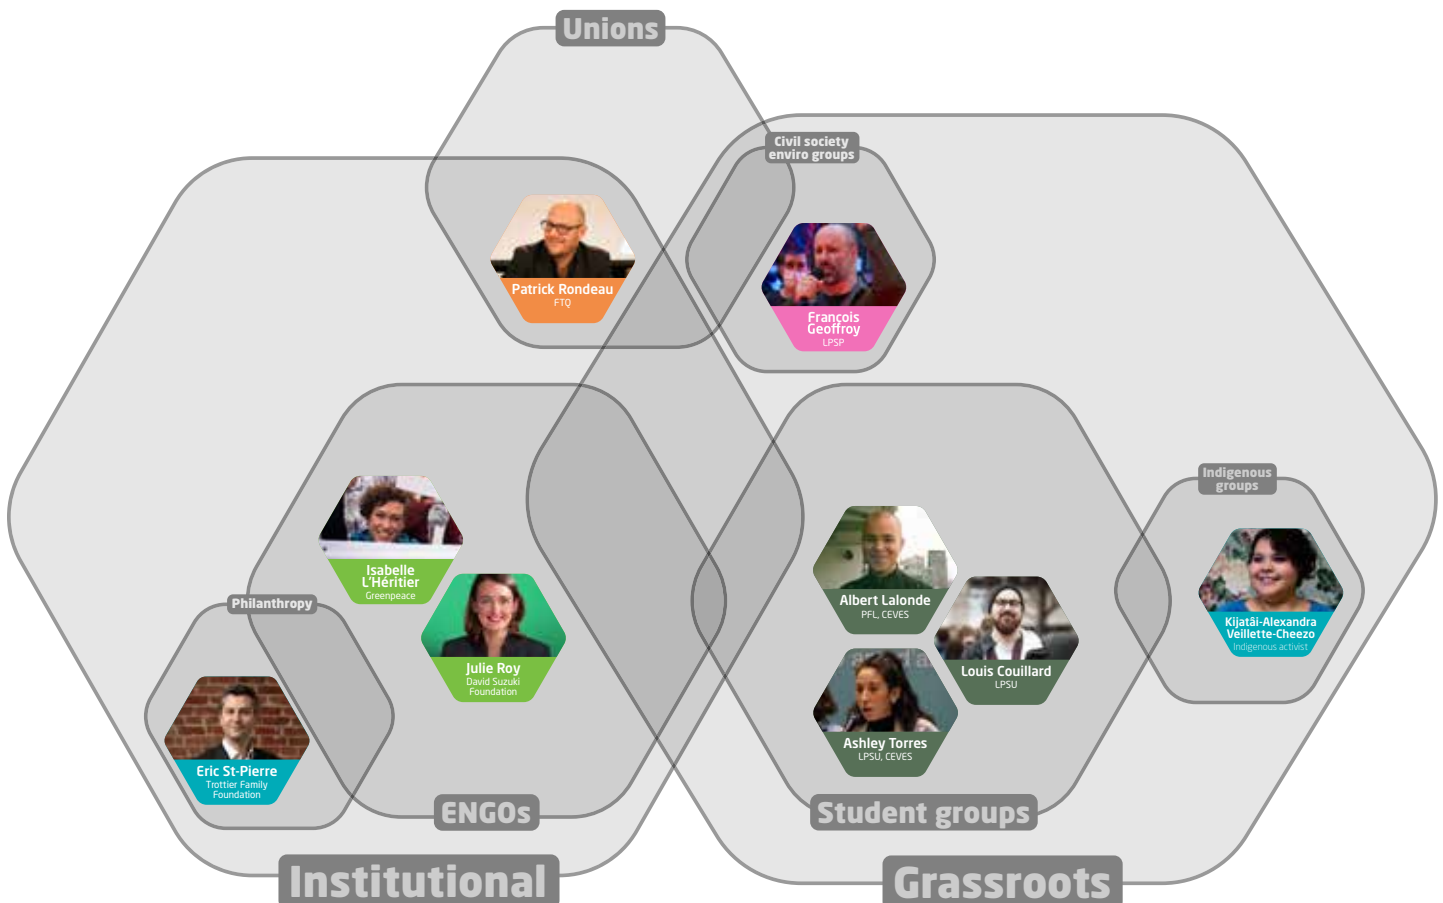 Unions
Civil society
enviro groups
Patrick Rondeau
FTQ
François
Geoffroy
LPSP
Indigenous
groups
Isabelle
L'Héritier
Greenpeace
Philanthropy
Julie Roy
David Suzuki
Foundation
Albert Lalonde
PFL, CEVES
Louis Couillard
LPSU
Kijatâi-Alexandra
Veillette-Cheezo
Indigenous activist
Ashley Torres
LPSU, CEVES
Eric St-Pierre
Trottier Family
Foundation
ENGOs
Student groups
Institutional
Grassroots